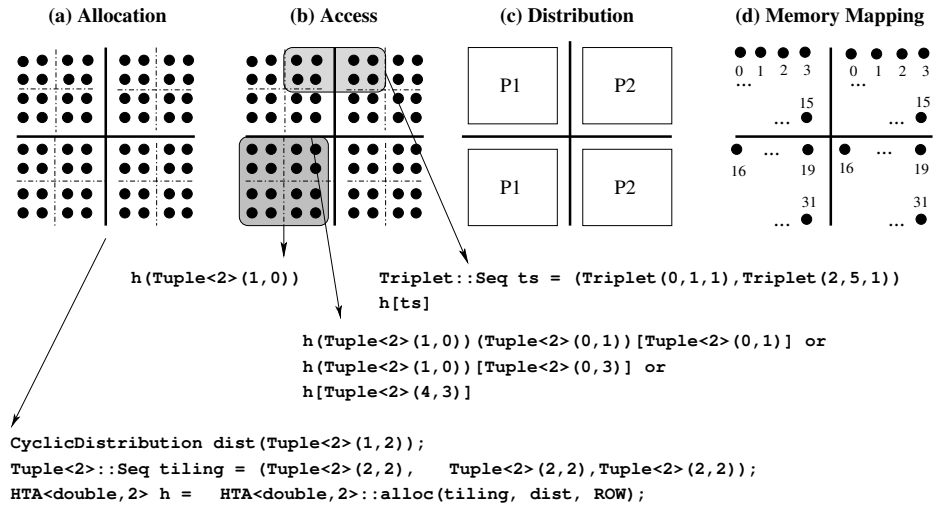 (a) Allocation (b) Access (c) Distribution (d) Memory Mapping
P1 P2
P1 P2
0 1 2 3 0 1 2 3
... ...
15 15
... ...
... ...
16 19 16 19
31 31
... ...
h(Tuple<2>(1,0)) Triplet::Seq ts = (Triplet(0,1,1),Triplet(2,5,1))
h[ts]
h(Tuple<2>(1,0))(Tuple<2>(0,1))[Tuple<2>(0,1)] or
h(Tuple<2>(1,0))[Tuple<2>(0,3)] or
h[Tuple<2>(4,3)]
CyclicDistribution dist(Tuple<2>(1,2));
Tuple<2>::Seq tiling = (Tuple<2>(2,2), Tuple<2>(2,2),Tuple<2>(2,2));
HTA<double,2> h = HTA<double,2>::alloc(tiling, dist, ROW);